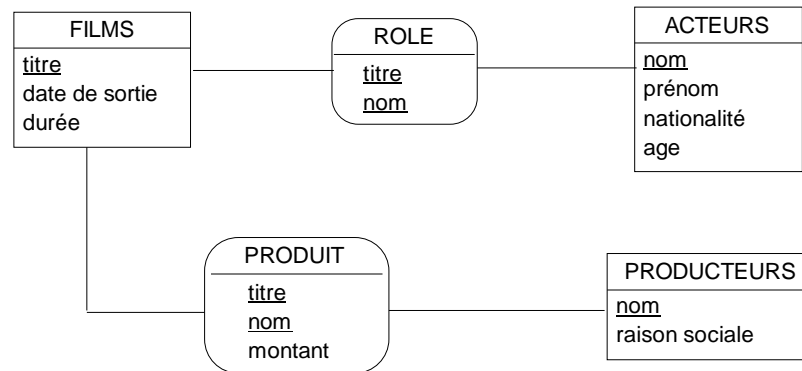 FILMS
titre
date de sortie
durée
ROLE
titre
nom
ACTEURS
nom
prénom
nationalité
age
PRODUIT
titre
nom
montant
PRODUCTEURS
nom
raison sociale